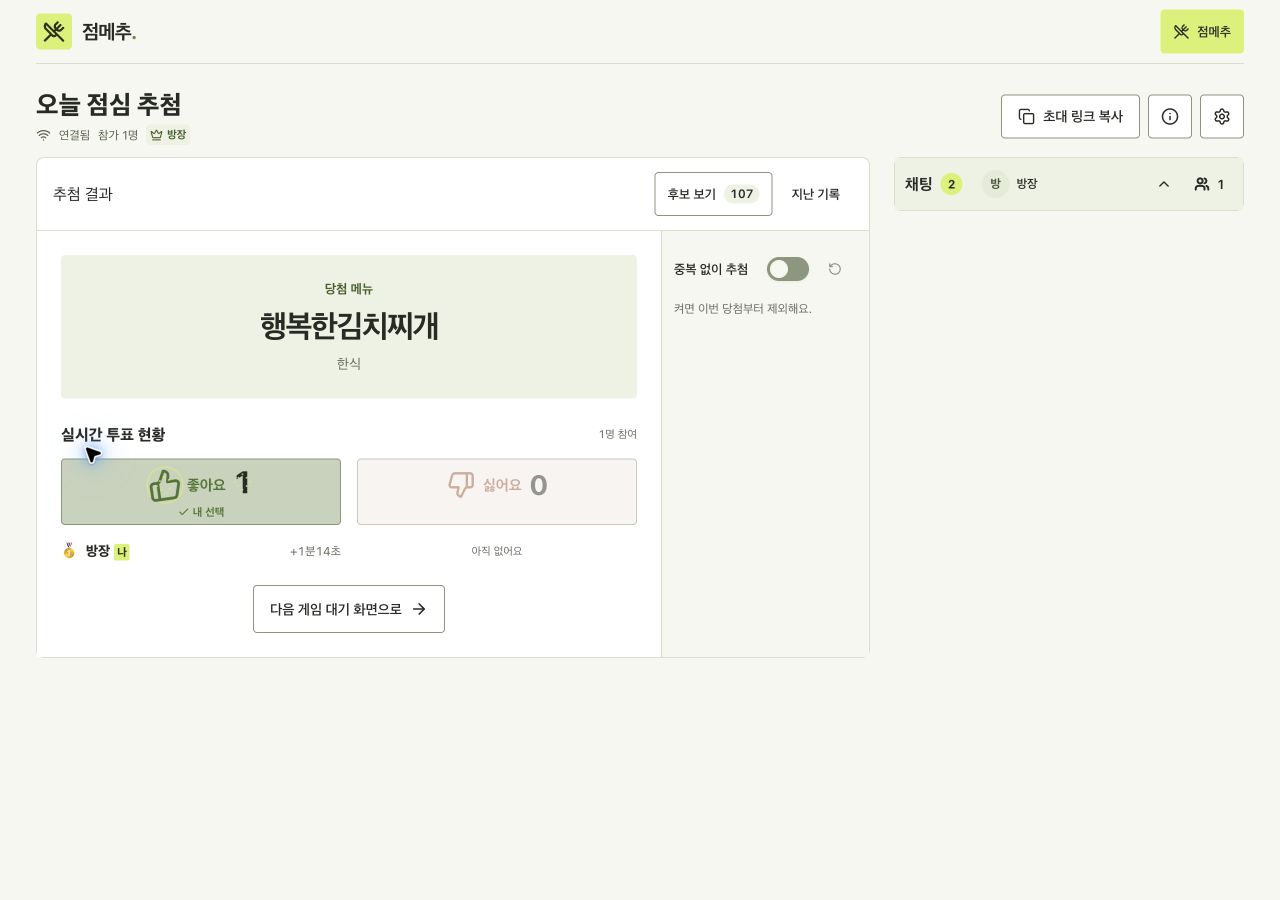 점메추.
점메추
오늘 점심 추첨
연결됨 참가 1명 방장
초대 링크 복사
추첨 결과
후보 보기 107
지난 기록
채팅 2 방 방장 1
당첨 메뉴
행복한김치찌개
한식
중복 없이 추첨
켜면 이번 당첨부터 제외해요.
실시간 투표 현황
1명 참여
좋아요 1
내 선택
싫어요 0
방장 나 +1분14초
아직 없어요
다음 게임 대기 화면으로